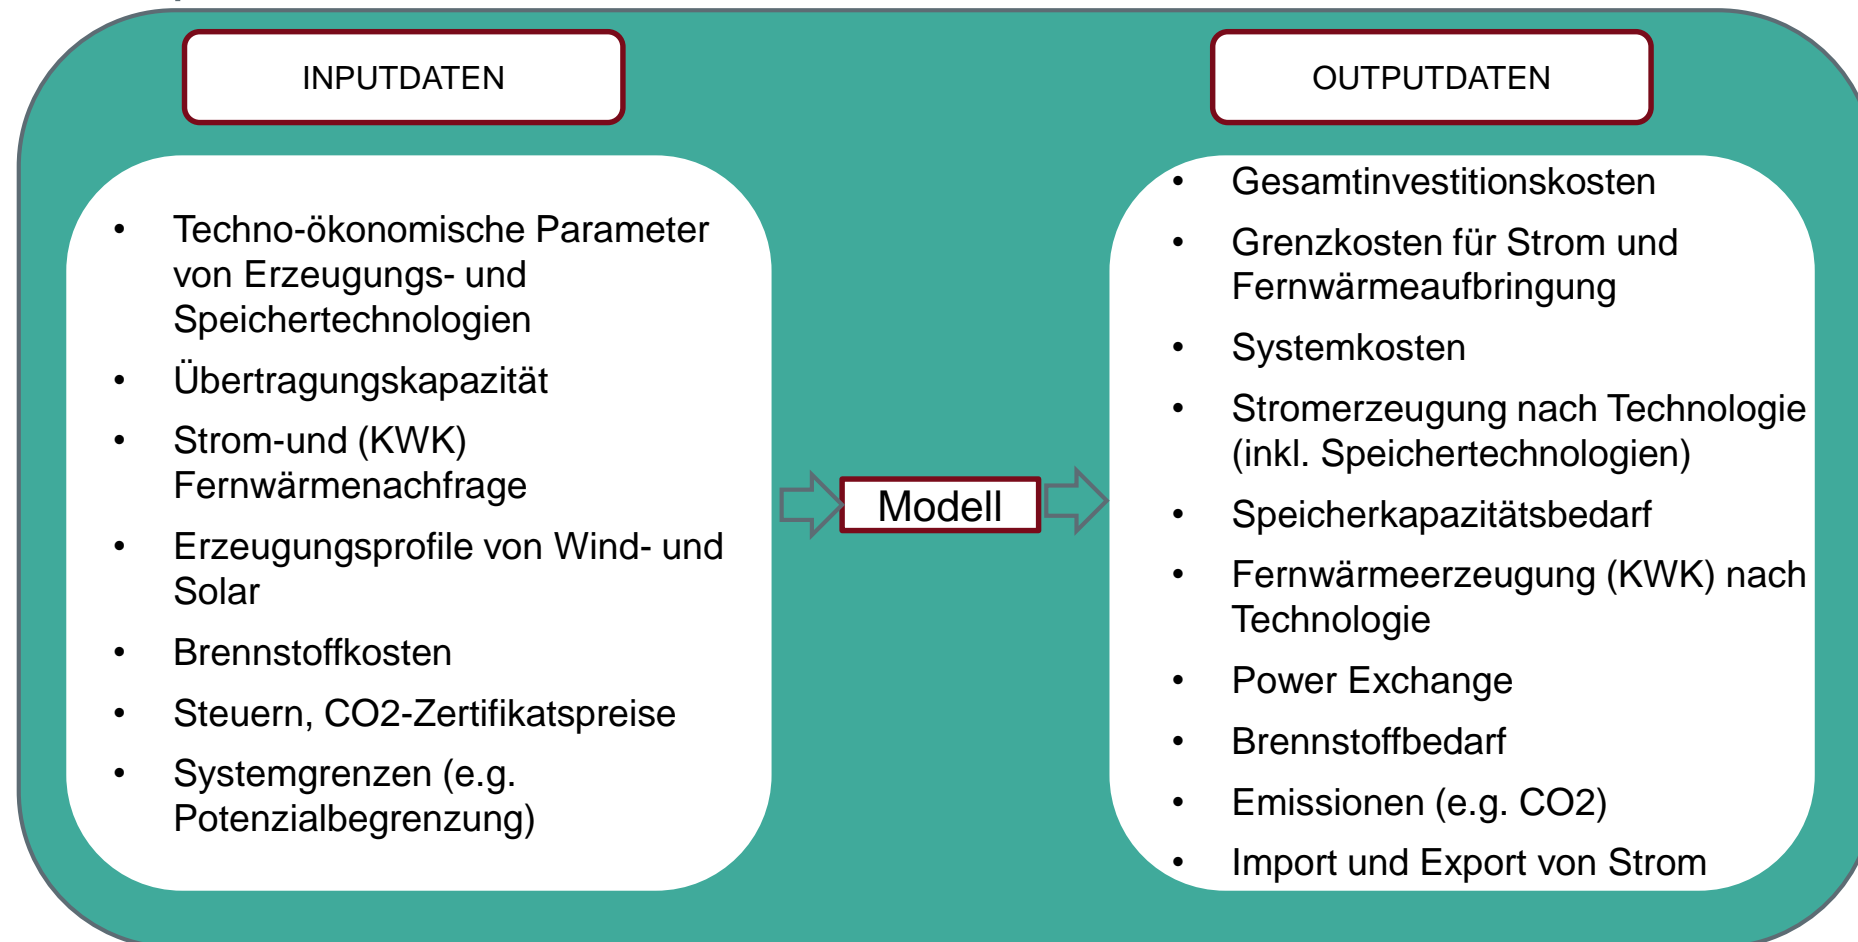 INPUTDATEN
• Techno-ökonomische Parameter
von Erzeugungs- und
Speichertechnologien
• Übertragungskapazität
• Strom-und (KWK)
Fernwärmenachfrage
• Erzeugungsprofile von Wind- und
Solar
• Brennstoffkosten
• Steuern, CO2-Zertifikatspreise
• Systemgrenzen (e.g.
Potenzialbegrenzung)
Modell
OUTPUTDATEN
• Gesamtinvestitionskosten
• Grenzkosten für Strom und
Fernwärmeaufbringung
• Systemkosten
• Stromerzeugung nach Technologie
(inkl. Speichertechnologien)
• Speicherkapazitätsbedarf
• Fernwärmeerzeugung (KWK) nach
Technologie
• Power Exchange
• Brennstoffbedarf
• Emissionen (e.g. CO2)
• Import und Export von Strom